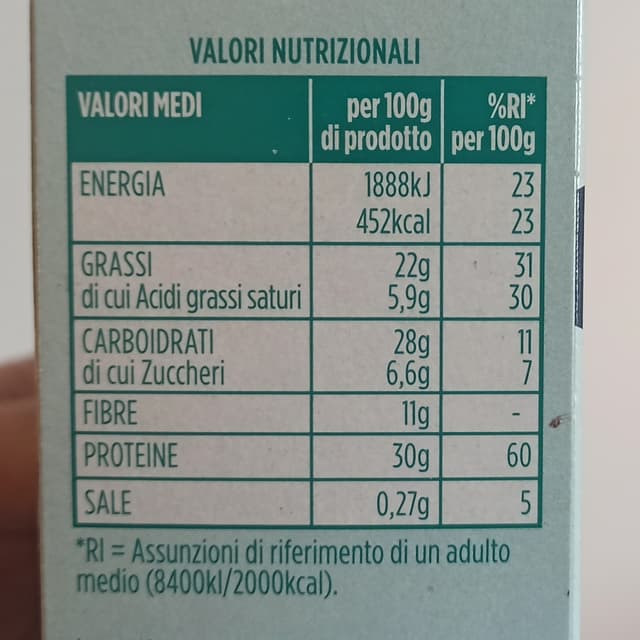 VALORI NUTRIZIONALI
VALORI MEDI per 100g di prodotto %RI* per 100g
ENERGIA 1888kJ 23
452kcal 23
GRASSI 22g 31
di cui Acidi grassi saturi 5,9g 30
CARBOIDRATI 28g 11
di cui Zuccheri 6,6g 7
FIBRE 11g -
PROTEINE 30g 60
SALE 0,27g 5
*RI = Assunzioni di riferimento di un adulto
medio (8400kl/2000kcal).